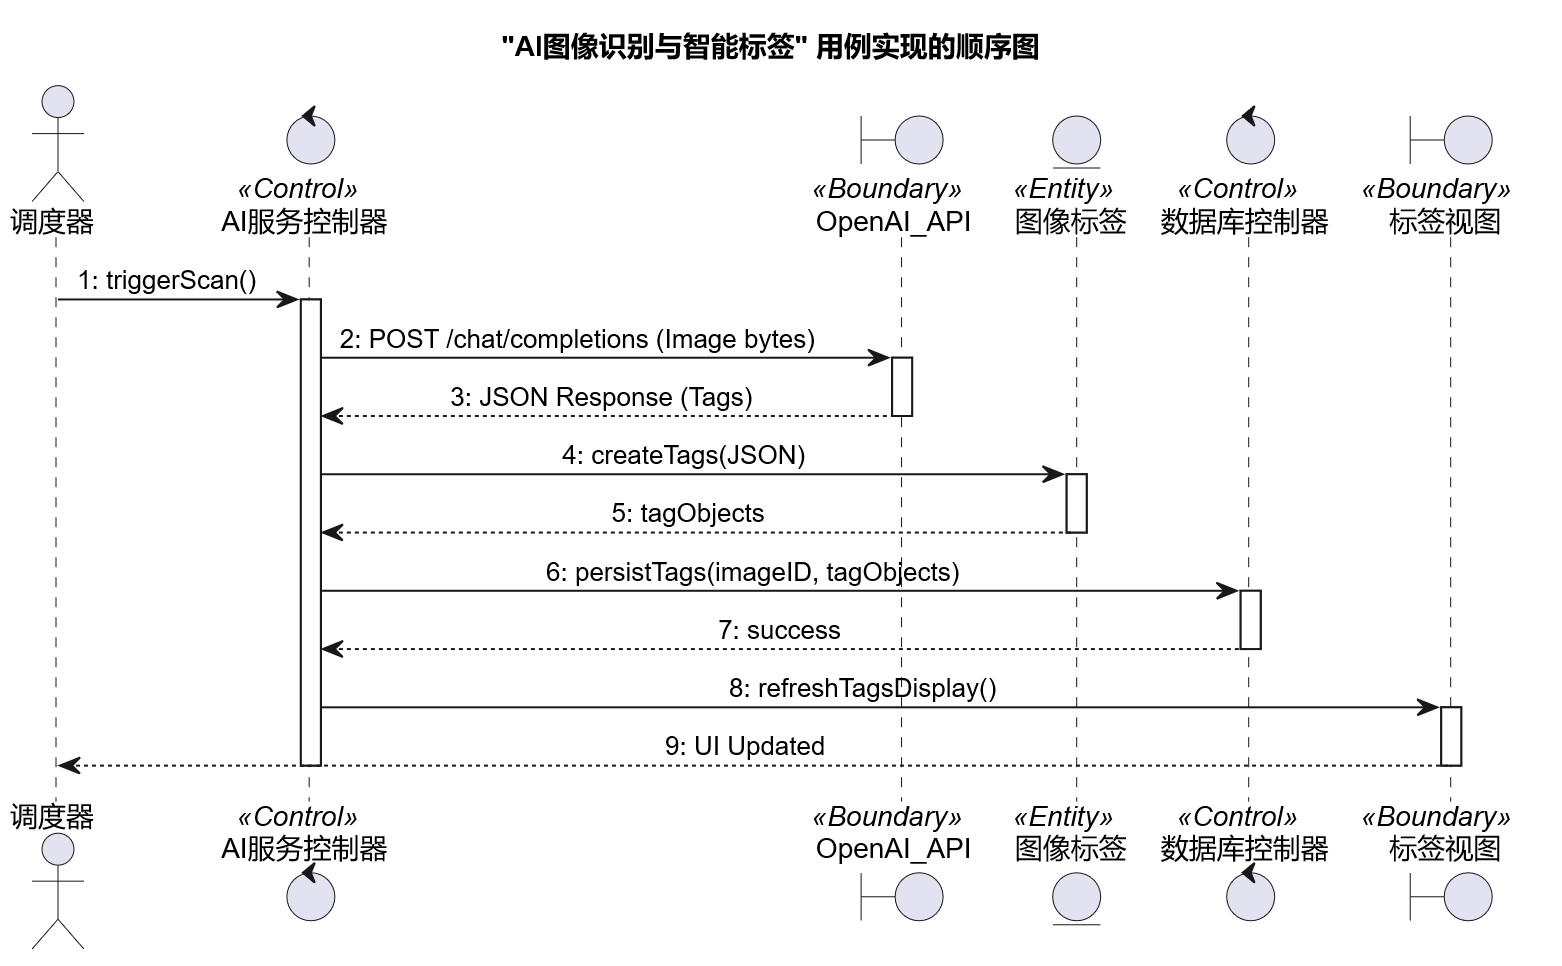 "AI图像识别与智能标签" 用例实现的顺序图
«Control»
«Boundary»
«Entity»
«Control»
«Boundary»
调度器
AI服务控制器
OpenAI_API
图像标签
数据库控制器
标签视图
1: triggerScan()
2: POST /chat/completions (Image bytes)
3: JSON Response (Tags)
4: createTags(JSON)
5: tagObjects
6: persistTags(imageID, tagObjects)
7: success
8: refreshTagsDisplay()
9: UI Updated
调度器
«Control»
«Boundary»
«Entity»
«Control»
«Boundary»
AI服务控制器
OpenAI_API
图像标签
数据库控制器
标签视图